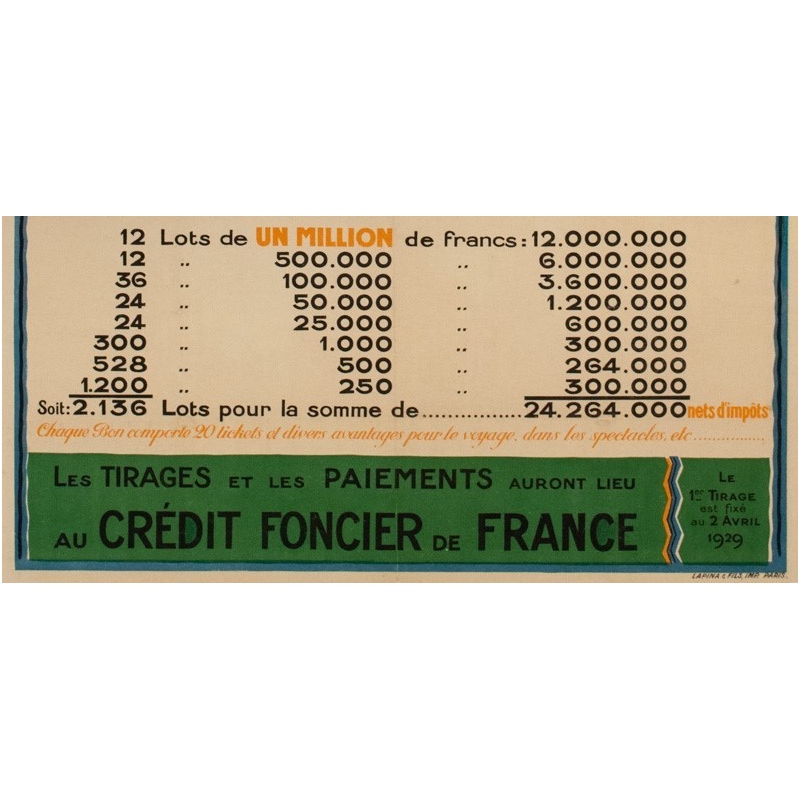 12 Lots de UN MILLION de francs: 12.000.000
12 „ 500.000 „ 6.000.000
36 „ 100.000 „ 3.600.000
24 „ 50.000 „ 1.200.000
24 „ 25.000 „ 600.000
300 „ 1.000 „ 300.000
528 „ 500 „ 264.000
1.200 „ 250 „ 300.000
Soit: 2.136 Lots pour la somme de................ 24.264.000 nets d'impôts
Chaque Bon comporte 20 tickets et divers avantages pour le voyage, dans les spectacles, etc...............
LES TIRAGES ET LES PAIEMENTS AURONT LIEU
AU CRÉDIT FONCIER DE FRANCE
LE
1er TIRAGE
est fixé
au 2 AVRIL
1929
LAPINA & FILS, IMP. PARIS.